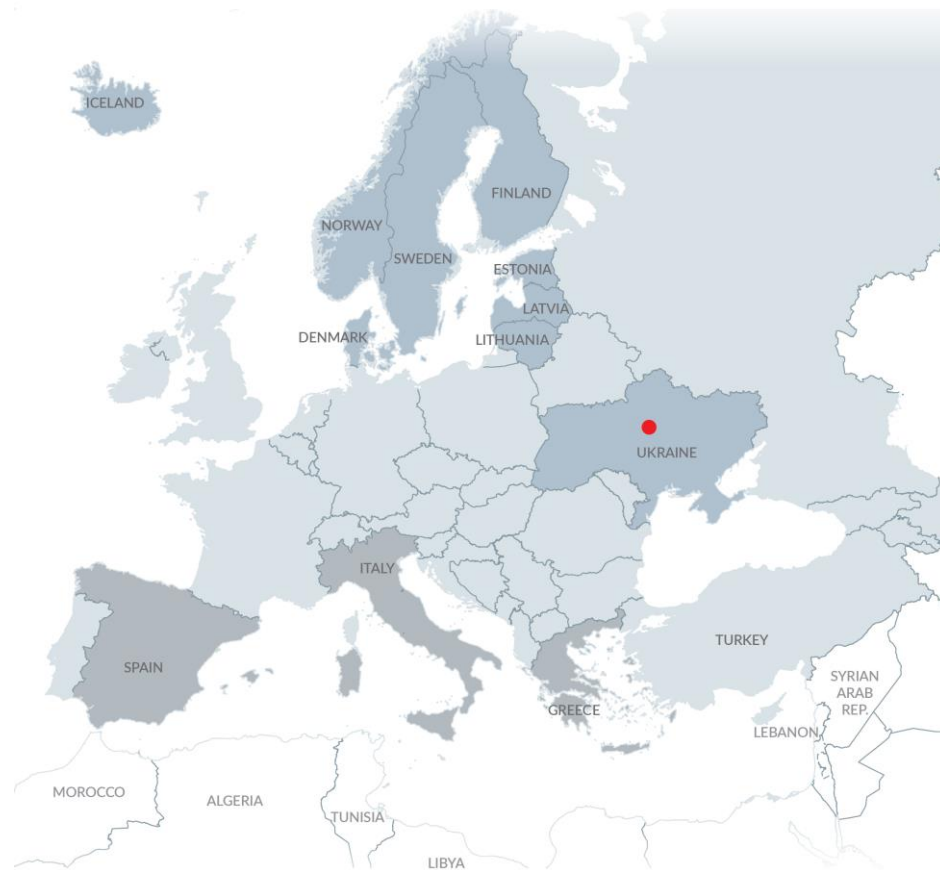 ICELAND
FINLAND
NORWAY
SWEDEN
ESTONIA
LATVIA
DENMARK
LITHUANIA
UKRAINE
ITALY
SPAIN
TURKEY
SYRIAN
ARAB
REP.
GREECE
LEBANON
MOROCCO
ALGERIA
TUNISIA
LIBYA